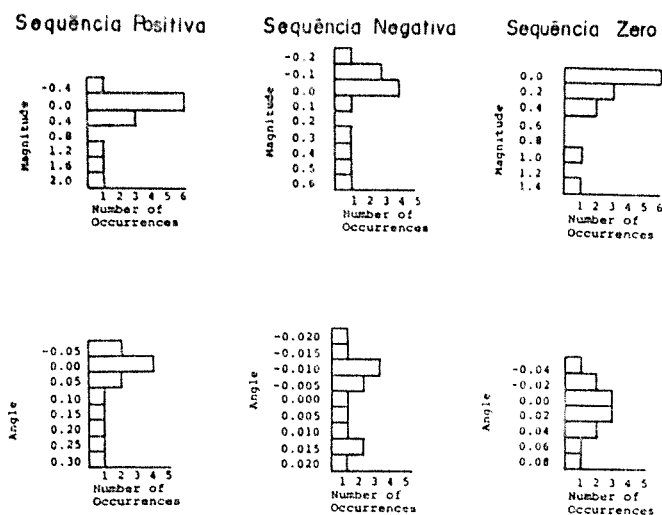 Sequência Positiva
Magnitude
-0.4
0.0
0.4
0.8
1.2
1.6
2.0
1 2 3 4 5 6
Number of
Occurrences
Sequência Negativa
Magnitude
-0.2
-0.1
0.0
0.1
0.2
0.3
0.4
0.5
0.6
1 2 3 4 5
Number of
Occurrences
Sequência Zero
Magnitude
0.0
0.2
0.4
0.6
0.8
1.0
1.2
1.4
1 2 3 4 5 6
Number of
Occurrences
Angle
-0.05
0.00
0.05
0.10
0.15
0.20
0.25
0.30
1 2 3 4 5
Number of
Occurrences
Angle
-0.020
-0.015
-0.010
-0.005
0.000
0.005
0.010
0.015
0.020
1 2 3 4 5
Number of
Occurrences
Angle
-0.04
-0.02
0.00
0.02
0.04
0.06
0.08
1 2 3 4 5
Number of
Occurrences